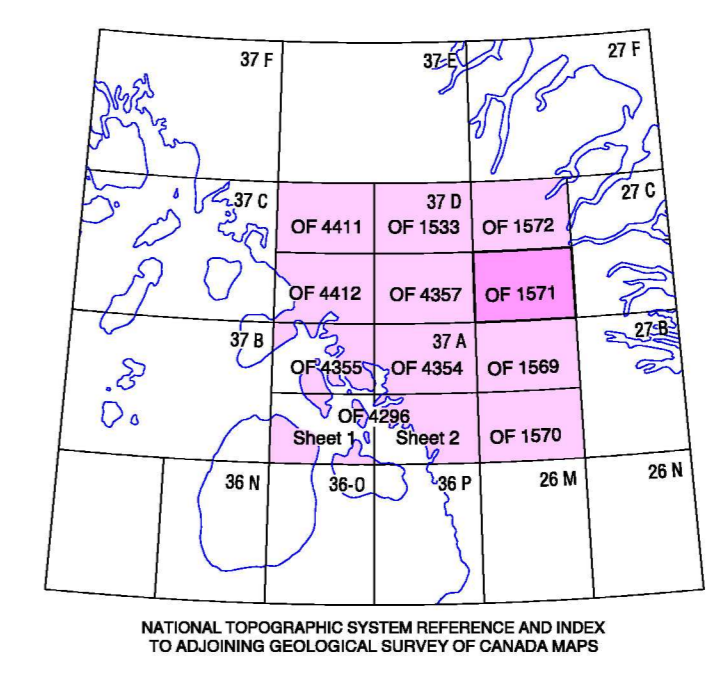 37 F
37 E
27 F
37 C
37 D
27 C
OF 4411
OF 1533
OF 1572
OF 4412
OF 4357
OF 1571
37 B
37 A
27 B
OF 4355
OF 4354
OF 1569
OF 4296
Sheet 1
Sheet 2
OF 1570
36 N
36-O
36 P
26 M
26 N
NATIONAL TOPOGRAPHIC SYSTEM REFERENCE AND INDEX
TO ADJOINING GEOLOGICAL SURVEY OF CANADA MAPS